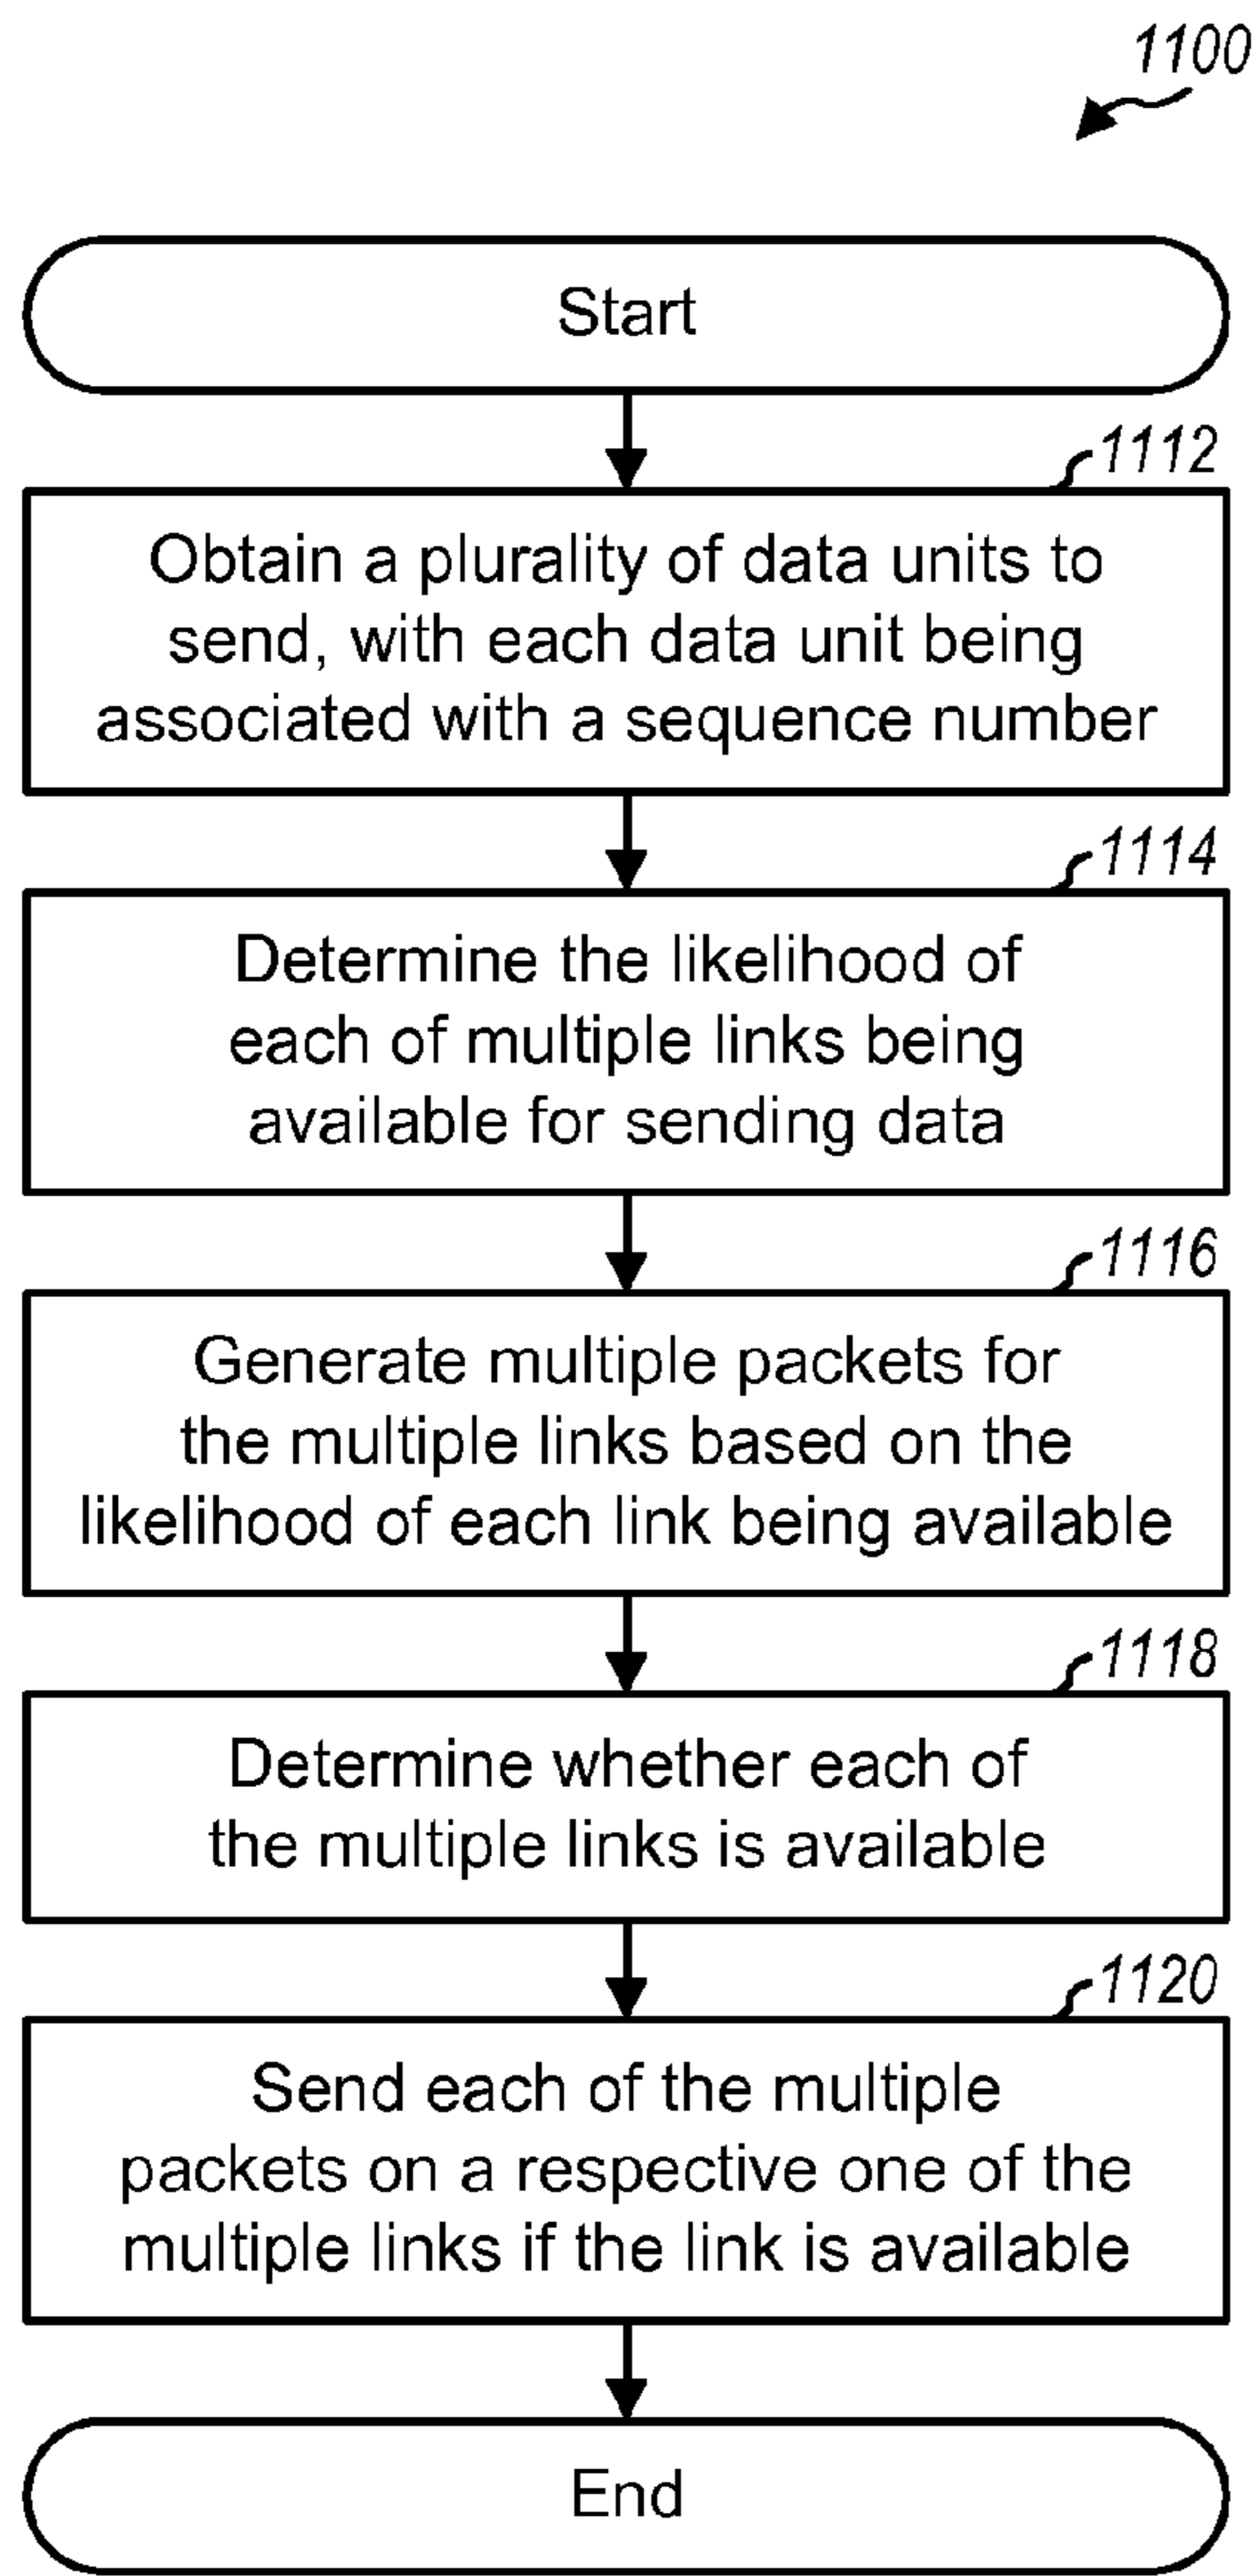 1100
Start
1112
Obtain a plurality of data units to
send, with each data unit being
associated with a sequence number
1114
Determine the likelihood of
each of multiple links being
available for sending data
1116
Generate multiple packets for
the multiple links based on the
likelihood of each link being available
1118
Determine whether each of
the multiple links is available
1120
Send each of the multiple
packets on a respective one of the
multiple links if the link is available
End